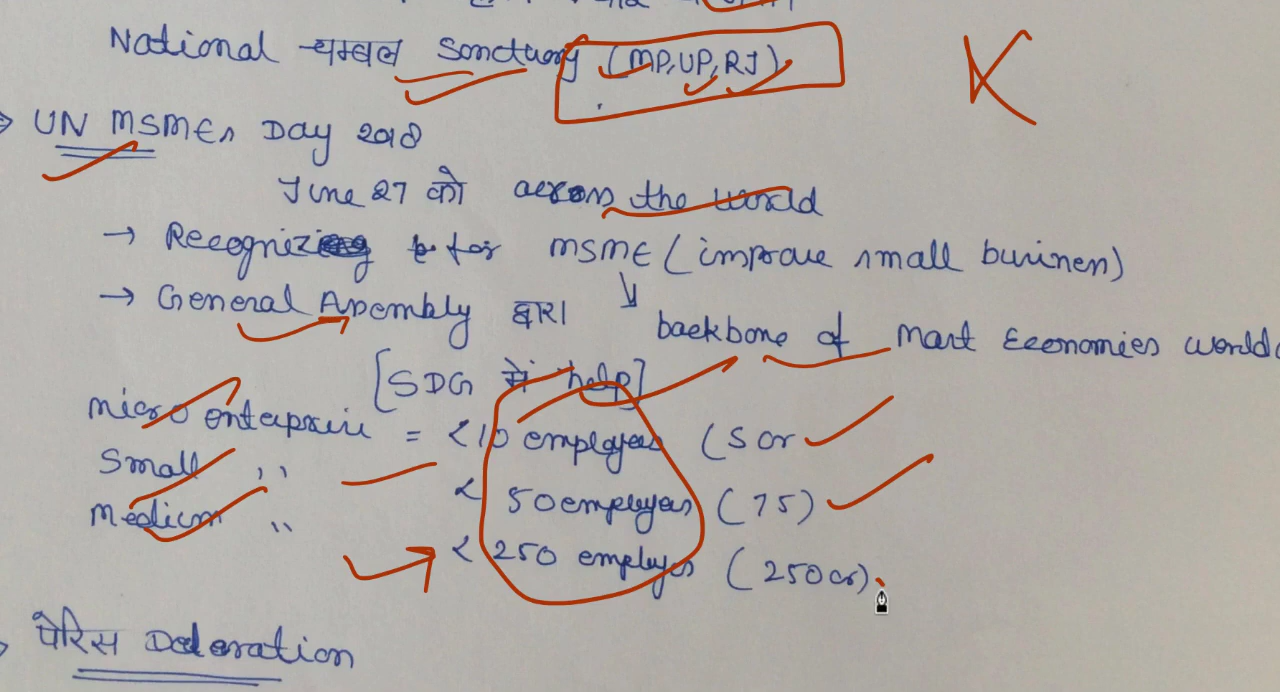 National चम्बल Sanctuary (MP, UP, RJ)
K
→ UN MSMEs Day 2018
June 27 को across the world
→ Recognizing for MSME (improve small business)
→ General Assembly द्वारा
backbone of Most Economies world
[SDG में help]
micro enterprise = <10 employees (5 or
Small ,, < 50 employees (75)
Medium ,, < 250 employes (250 cr)
→ पेरिस Declaration